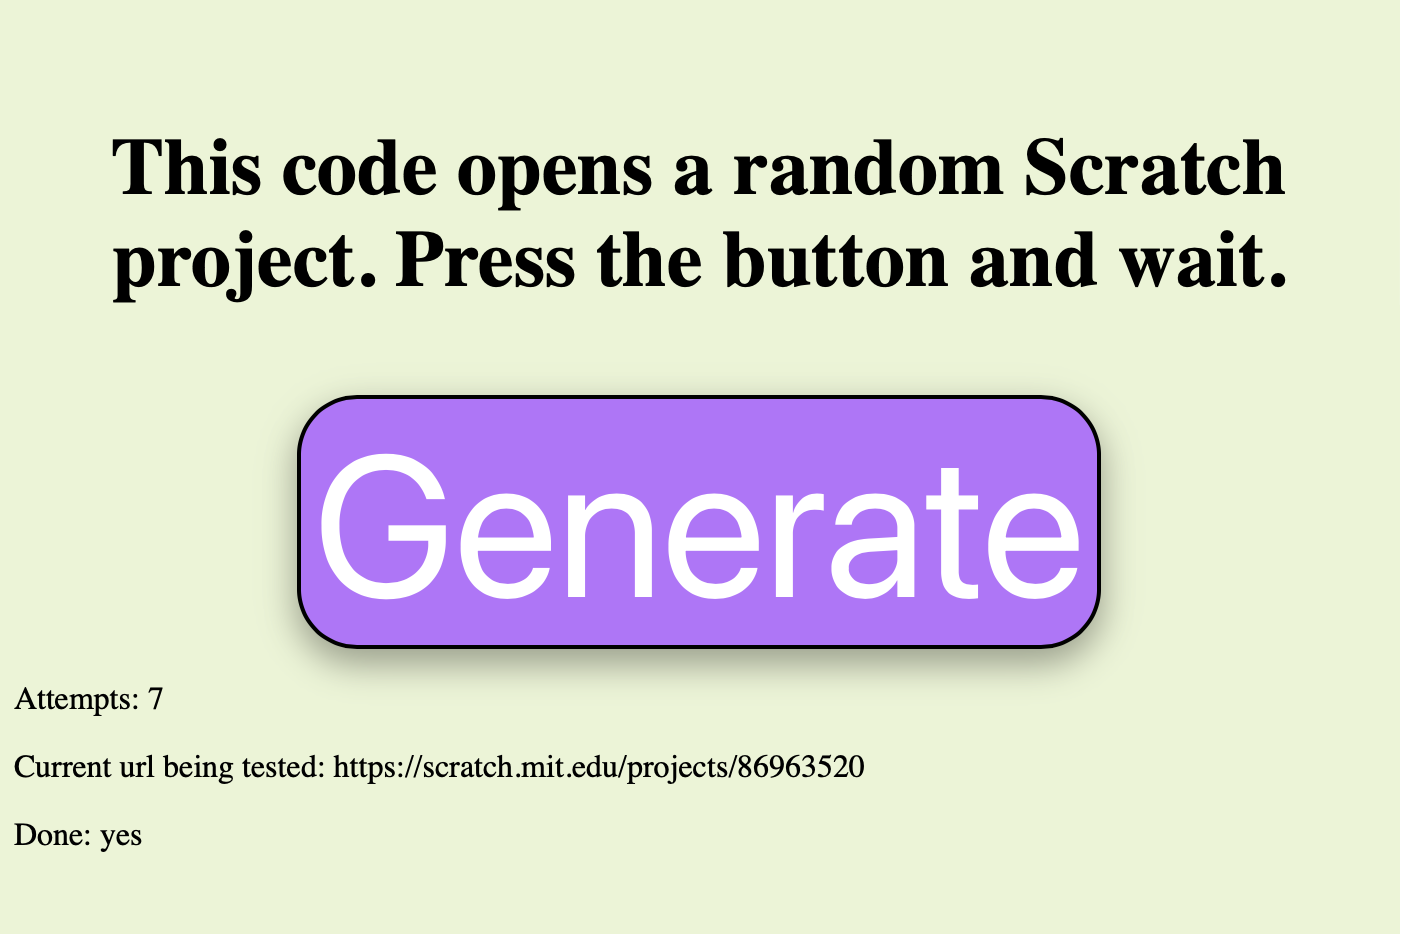 This code opens a random Scratch
project. Press the button and wait.
Generate
Attempts: 7
Current url being tested: https://scratch.mit.edu/projects/86963520
Done: yes